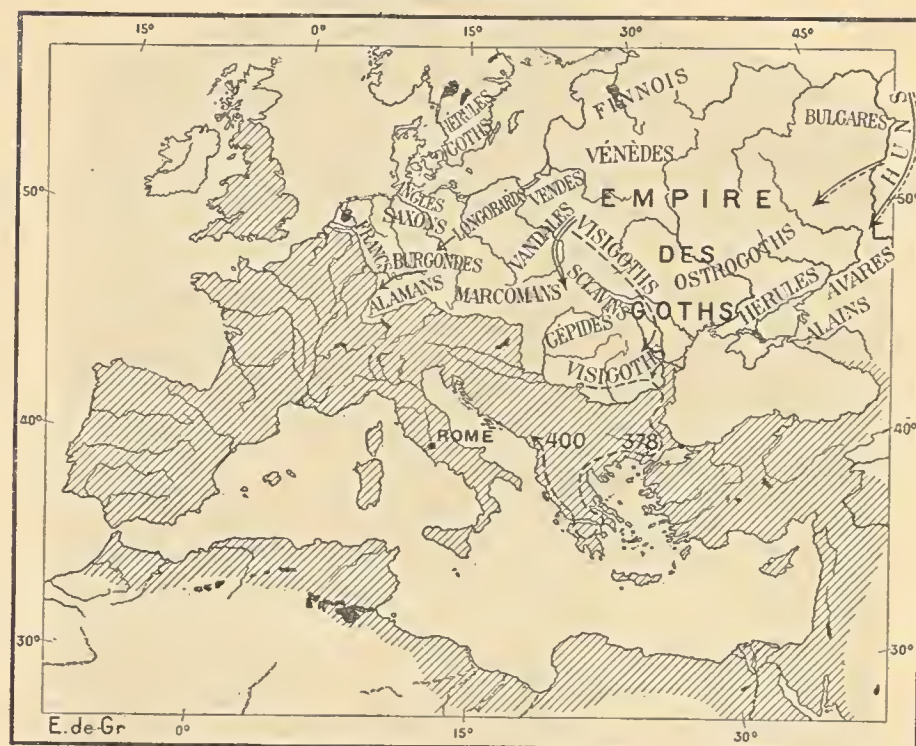 15° 0° 15° 30° 45°
FINNOIS
BULGARES
HUNS
HÉRULES
GOTHS
VÉNÈDES
50°
50°
ANGLES
SAXONS
LONGOBARDS
VENDES
EMPIRE
VANDALES
VISIGOTHS
FRANCS
BURGONDES
DES
OSTROGOTHS
ALAMANS
MARCOMANS
SCLAVINS
GOTHS
HÉRULES
AVARES
ALAINS
GÉPIDES
VISIGOTHS
40°
ROME
400
378
40°
30°
30°
E.de-Gr
0° 15° 30°